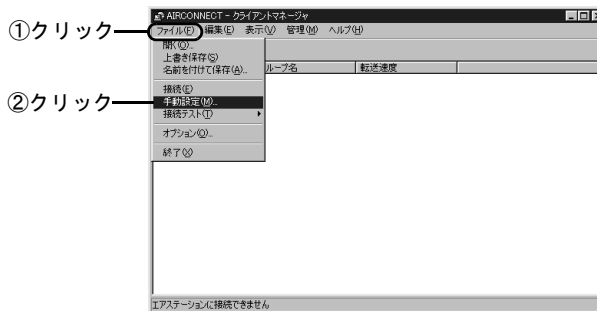 AIRCONNECT - クライアントマネージャ
①クリック
ファイル(F) 編集(E) 表示(V) 管理(M) ヘルプ(H)
開く(O)...
上書き保存(S)
名前を付けて保存(A)...
ループ名 転送速度
接続(E)
②クリック
手動設定(M)...
接続テスト(T)
オプション(O)...
終了(X)
エアステーションに接続できません